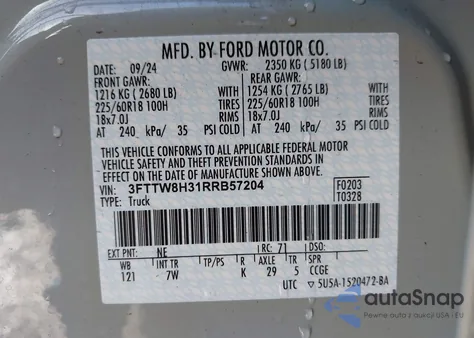 MFD. BY FORD MOTOR CO.
DATE: 09/24 GVWR: 2350 KG ( 5180 LB)
FRONT GAWR: REAR GAWR:
1216 KG ( 2680 LB) WITH 1254 KG ( 2765 LB) WITH
225/60R18 100H TIRES 225/60R18 100H TIRES
18x7.0J RIMS 18x7.0J RIMS
AT 240 kPa/ 35 PSI COLD AT 240 kPa/ 35 PSI COLD
THIS VEHICLE CONFORMS TO ALL APPLICABLE FEDERAL MOTOR
VEHICLE SAFETY AND THEFT PREVENTION STANDARDS IN
EFFECT ON THE DATE OF MANUFACTURE SHOWN ABOVE.
VIN: 3FTTW8H31RRB57204 F0203
TYPE: Truck T0328
EXT PNT: NE RC: 71 DSO:
WB INT TR TP/PS R AXLE TR SPR
121 7W K 29 5 CCGE
UTC ▽ 5U5A-1520472-BA
autoSnap
Pewne auto z aukcji USA i EU